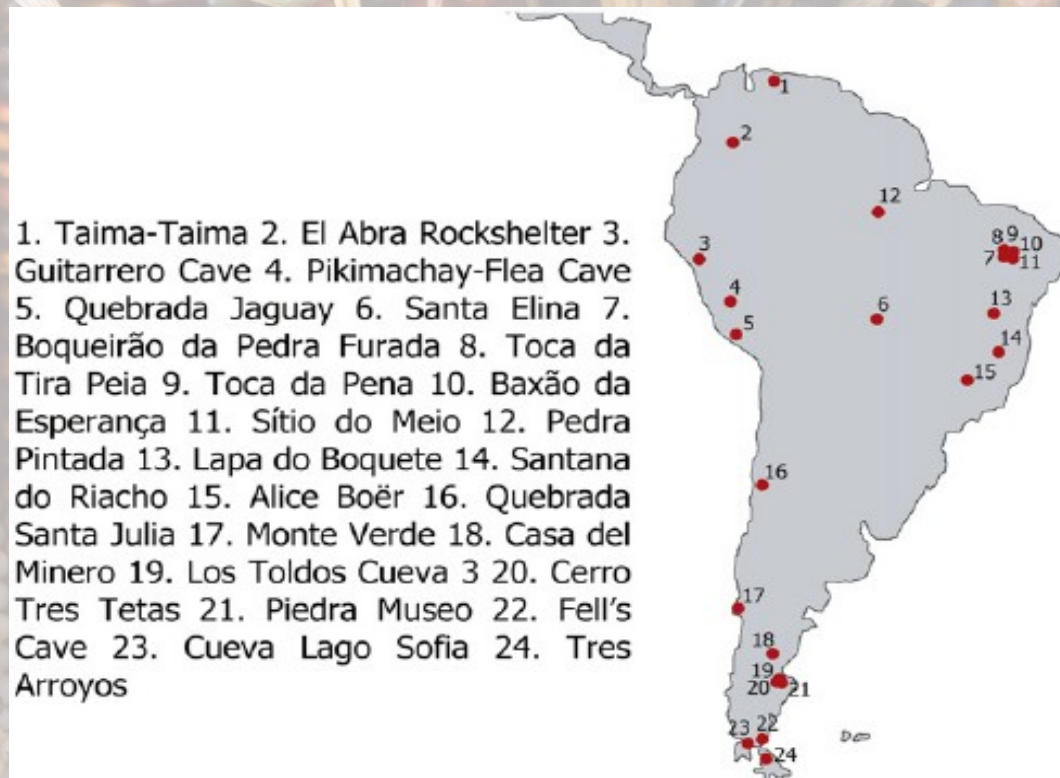 1. Taima-Taima 2. El Abra Rockshelter 3.
Guitarrero Cave 4. Pikimachay-Flea Cave
5. Quebrada Jaguay 6. Santa Elina 7.
Boqueirão da Pedra Furada 8. Toca da
Tira Peia 9. Toca da Pena 10. Baxão da
Esperança 11. Sítio do Meio 12. Pedra
Pintada 13. Lapa do Boquete 14. Santana
do Riacho 15. Alice Boër 16. Quebrada
Santa Julia 17. Monte Verde 18. Casa del
Minero 19. Los Toldos Cueva 3 20. Cerro
Tres Tetas 21. Piedra Museo 22. Fell's
Cave 23. Cueva Lago Sofia 24. Tres
Arroyos
1
2
12
3
8
9
10
7
11
4
13
6
5
14
15
16
17
18
19
20
21
23
22
24